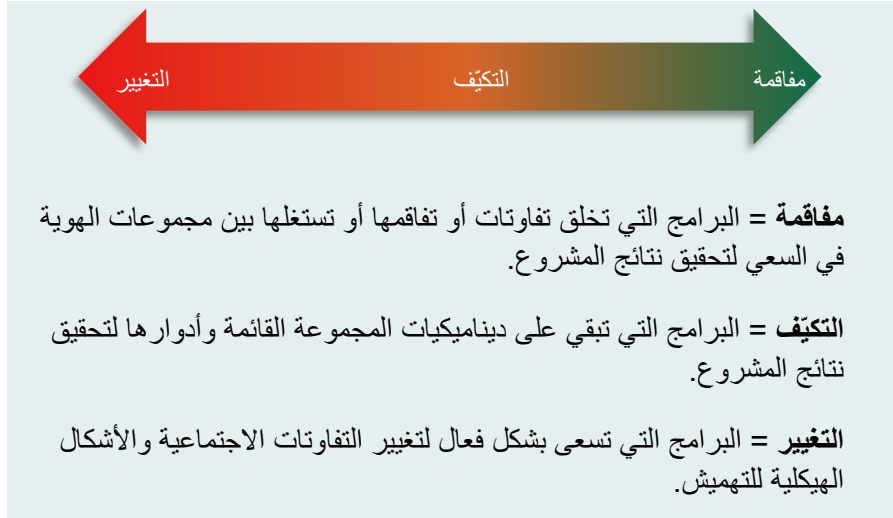 مفاقمة
التكيّف
التغيير
مفاقمة = البرامج التي تخلق تفاوتات أو تفاقمها أو تستغلها بين مجموعات الهوية
في السعي لتحقيق نتائج المشروع.
التكيّف = البرامج التي تبقي على ديناميكيات المجموعة القائمة وأدوارها لتحقيق
نتائج المشروع.
التغيير = البرامج التي تسعى بشكل فعال لتغيير التفاوتات الاجتماعية والأشكال
الهيكلية للتهميش.